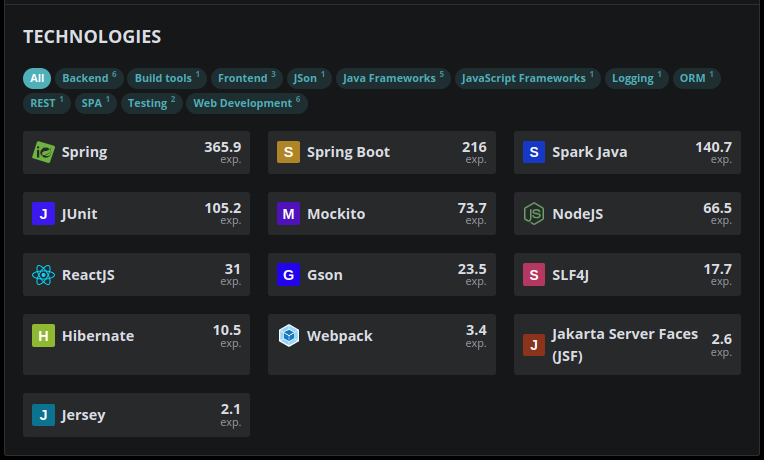 TECHNOLOGIES
All Backend 6 Build tools 1 Frontend 3 JSon 1 Java Frameworks 5 JavaScript Frameworks 1 Logging 1 ORM 1
REST 1 SPA 1 Testing 2 Web Development 6
Spring 365.9 exp.
S Spring Boot 216 exp.
S Spark Java 140.7 exp.
J JUnit 105.2 exp.
M Mockito 73.7 exp.
JS NodeJS 66.5 exp.
ReactJS 31 exp.
G Gson 23.5 exp.
S SLF4J 17.7 exp.
H Hibernate 10.5 exp.
Webpack 3.4 exp.
J Jakarta Server Faces (JSF) 2.6 exp.
J Jersey 2.1 exp.